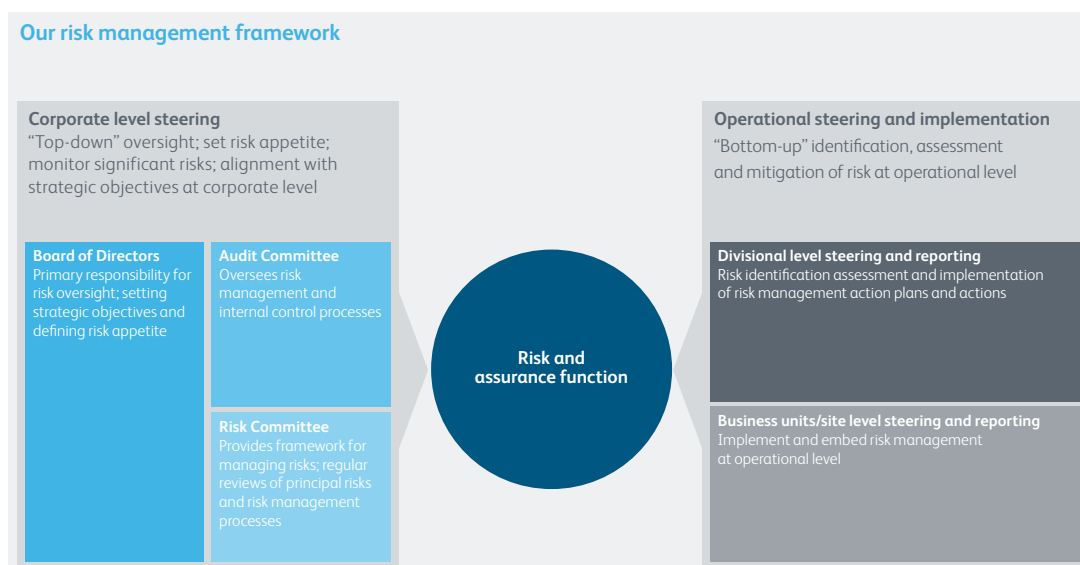 Our risk management framework
Corporate level steering
“Top-down” oversight; set risk appetite;
monitor significant risks; alignment with
strategic objectives at corporate level
Board of Directors
Primary responsibility for
risk oversight; setting
strategic objectives and
defining risk appetite
Audit Committee
Oversees risk
management and
internal control processes
Risk Committee
Provides framework for
managing risks; regular
reviews of principal risks
and risk management
processes
Risk and
assurance function
Operational steering and implementation
“Bottom-up” identification, assessment
and mitigation of risk at operational level
Divisional level steering and reporting
Risk identification assessment and implementation
of risk management action plans and actions
Business units/site level steering and reporting
Implement and embed risk management
at operational level